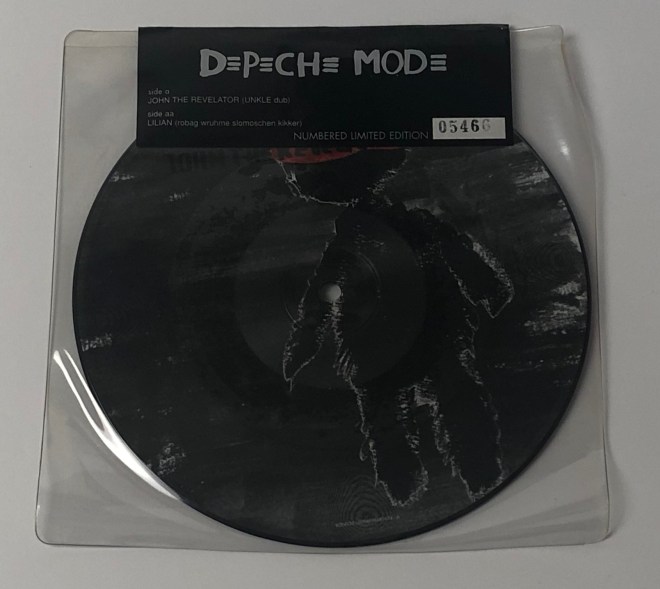 DEPECHE MODE
side a
JOHN THE REVELATOR (UNKLE dub)
side aa
LILIAN (robag wruhme slomoschen kikker)
NUMBERED LIMITED EDITION 05466